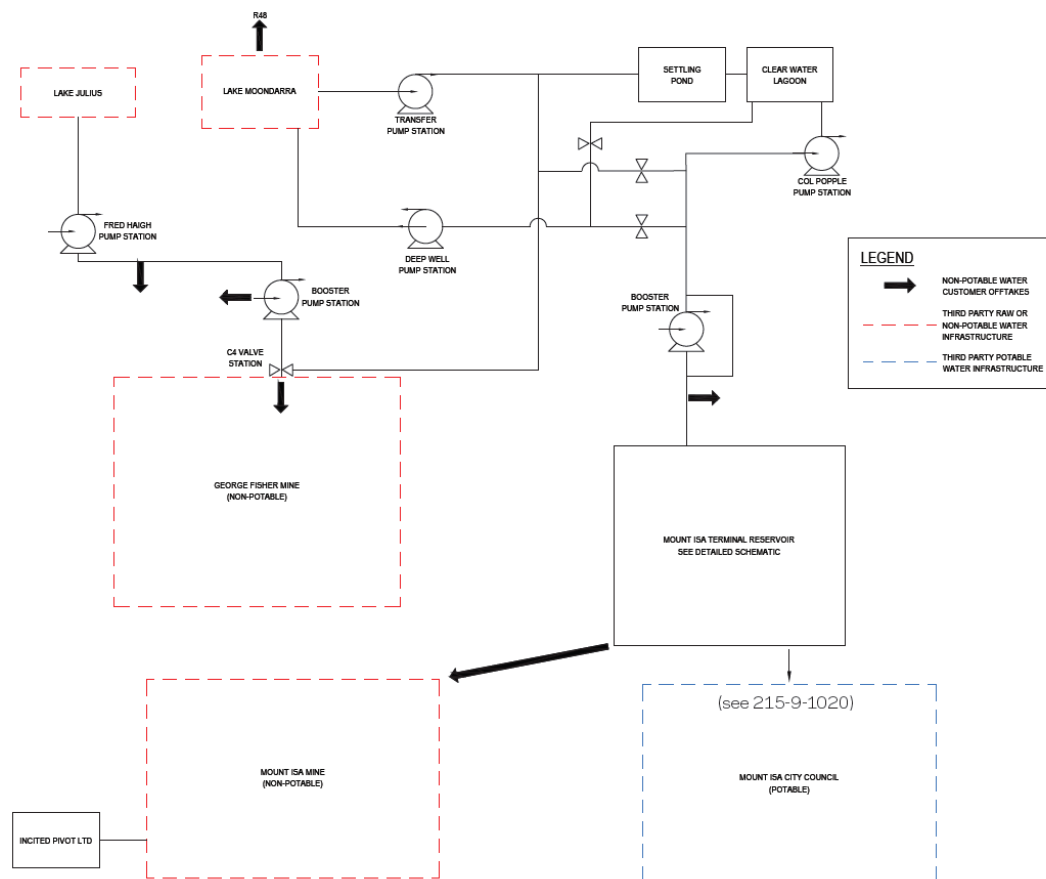 R48
LAKE JULIUS
LAKE MOONDARRA
TRANSFER
PUMP STATION
SETTLING
POND
CLEAR WATER
LAGOON
COL POPPLE
PUMP STATION
FRED HAIGH
PUMP STATION
DEEP WELL
PUMP STATION
BOOSTER
PUMP STATION
BOOSTER
PUMP STATION
C4 VALVE
STATION
LEGEND
NON-POTABLE WATER
CUSTOMER OFFTAKES
THIRD PARTY RAW OR
NON-POTABLE WATER
INFRASTRUCTURE
THIRD PARTY POTABLE
WATER INFRASTRUCTURE
GEORGE FISHER MINE
(NON-POTABLE)
MOUNT ISA TERMINAL RESERVOIR
SEE DETAILED SCHEMATIC
(see 215-9-1020)
MOUNT ISA MINE
(NON-POTABLE)
MOUNT ISA CITY COUNCIL
(POTABLE)
INCITED PIVOT LTD